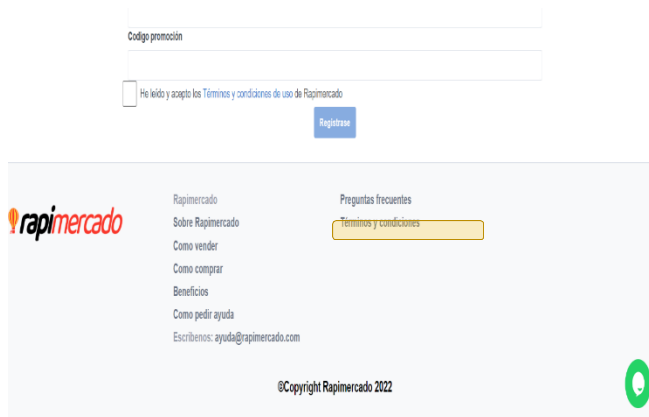 Codigo promoción
He leído y acepto los Términos y condiciones de uso de Rapimercado
Registrase
rapimercado
Rapimercado
Sobre Rapimercado
Como vender
Como comprar
Beneficios
Como pedir ayuda
Escribenos: ayuda@rapimercado.com
Preguntas frecuentes
Términos y condiciones
©Copyright Rapimercado 2022